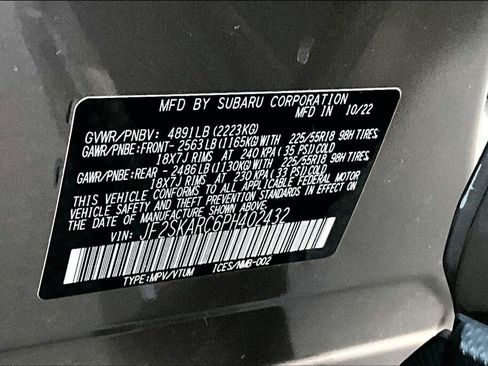 MFD BY SUBARU CORPORATION
MFD IN 10/22
GVWR/PNBV: 4891LB (2223KG)
GAWR/PNBE:FRONT- 2563LB (1165KG) WITH 225/55R18 98H TIRES
18X7J RIMS AT 240 KPA (35 PSI) COLD
GAWR/PNBE:REAR - 2486LB (1130KG) WITH 225/55R18 98H TIRES
18X7J RIMS AT 230 KPA (33 PSI) COLD
THIS VEHICLE CONFORMS TO ALL APPLICABLE FEDERAL MOTOR
VEHICLE SAFETY AND THEFT PREVENTION STANDARDS IN EFFECT ON
THE DATE OF MANUFACTURE SHOWN ABOVE.
VIN: JF2SKARC6PH402432
TYPE:MPV/VTUM ICES/NMB-002